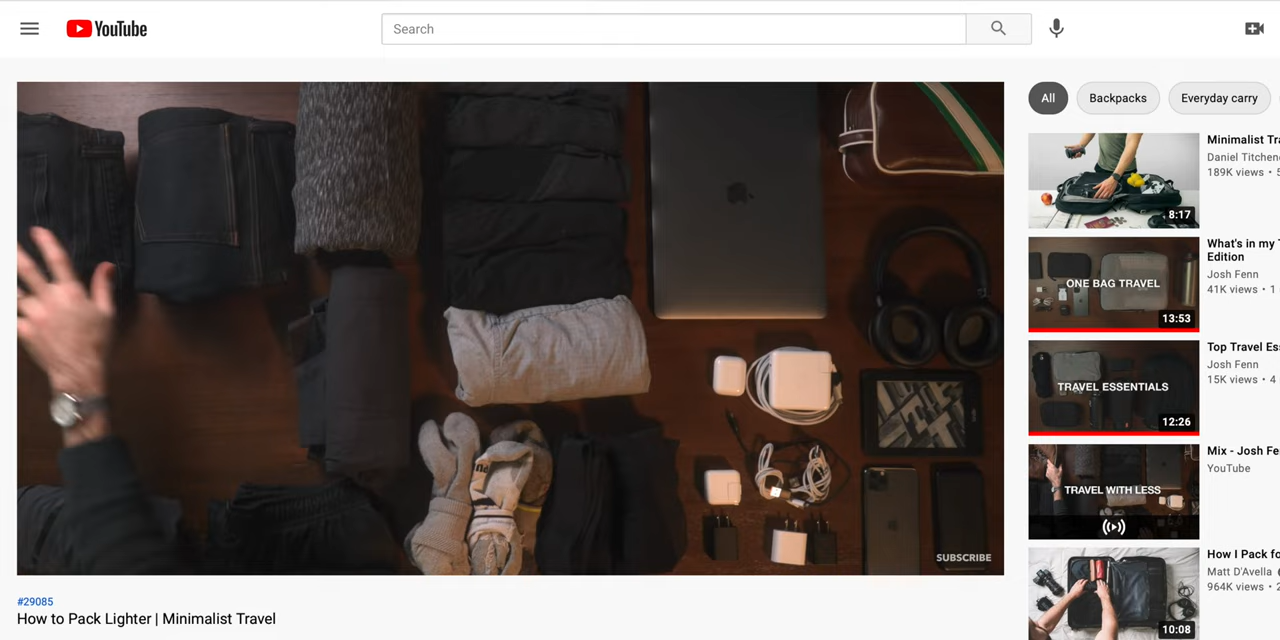 YouTube
Search
All
Backpacks
Everyday carry
Minimalist Tra
Daniel Titchen
189K views • 5
8:17
What's in my T
Edition
Josh Fenn
41K views • 1
ONE BAG TRAVEL
13:53
Top Travel Es
Josh Fenn
15K views • 4
TRAVEL ESSENTIALS
12:26
Mix - Josh Fe
YouTube
TRAVEL WITH LESS
How I Pack fo
Matt D'Avella
964K views • 2
10:08
SUBSCRIBE
#29085
How to Pack Lighter | Minimalist Travel